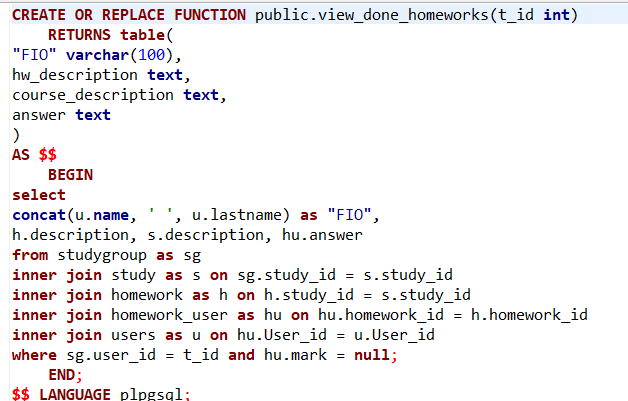 CREATE OR REPLACE FUNCTION public.view_done_homeworks(t_id int)
RETURNS table(
"FIO" varchar(100),
hw_description text,
course_description text,
answer text
)
AS $$
BEGIN
select
concat(u.name, ' ', u.lastname) as "FIO",
h.description, s.description, hu.answer
from studygroup as sg
inner join study as s on sg.study_id = s.study_id
inner join homework as h on h.study_id = s.study_id
inner join homework_user as hu on hu.homework_id = h.homework_id
inner join users as u on hu.User_id = u.User_id
where sg.user_id = t_id and hu.mark = null;
END;
$$ LANGUAGE plpgsql;